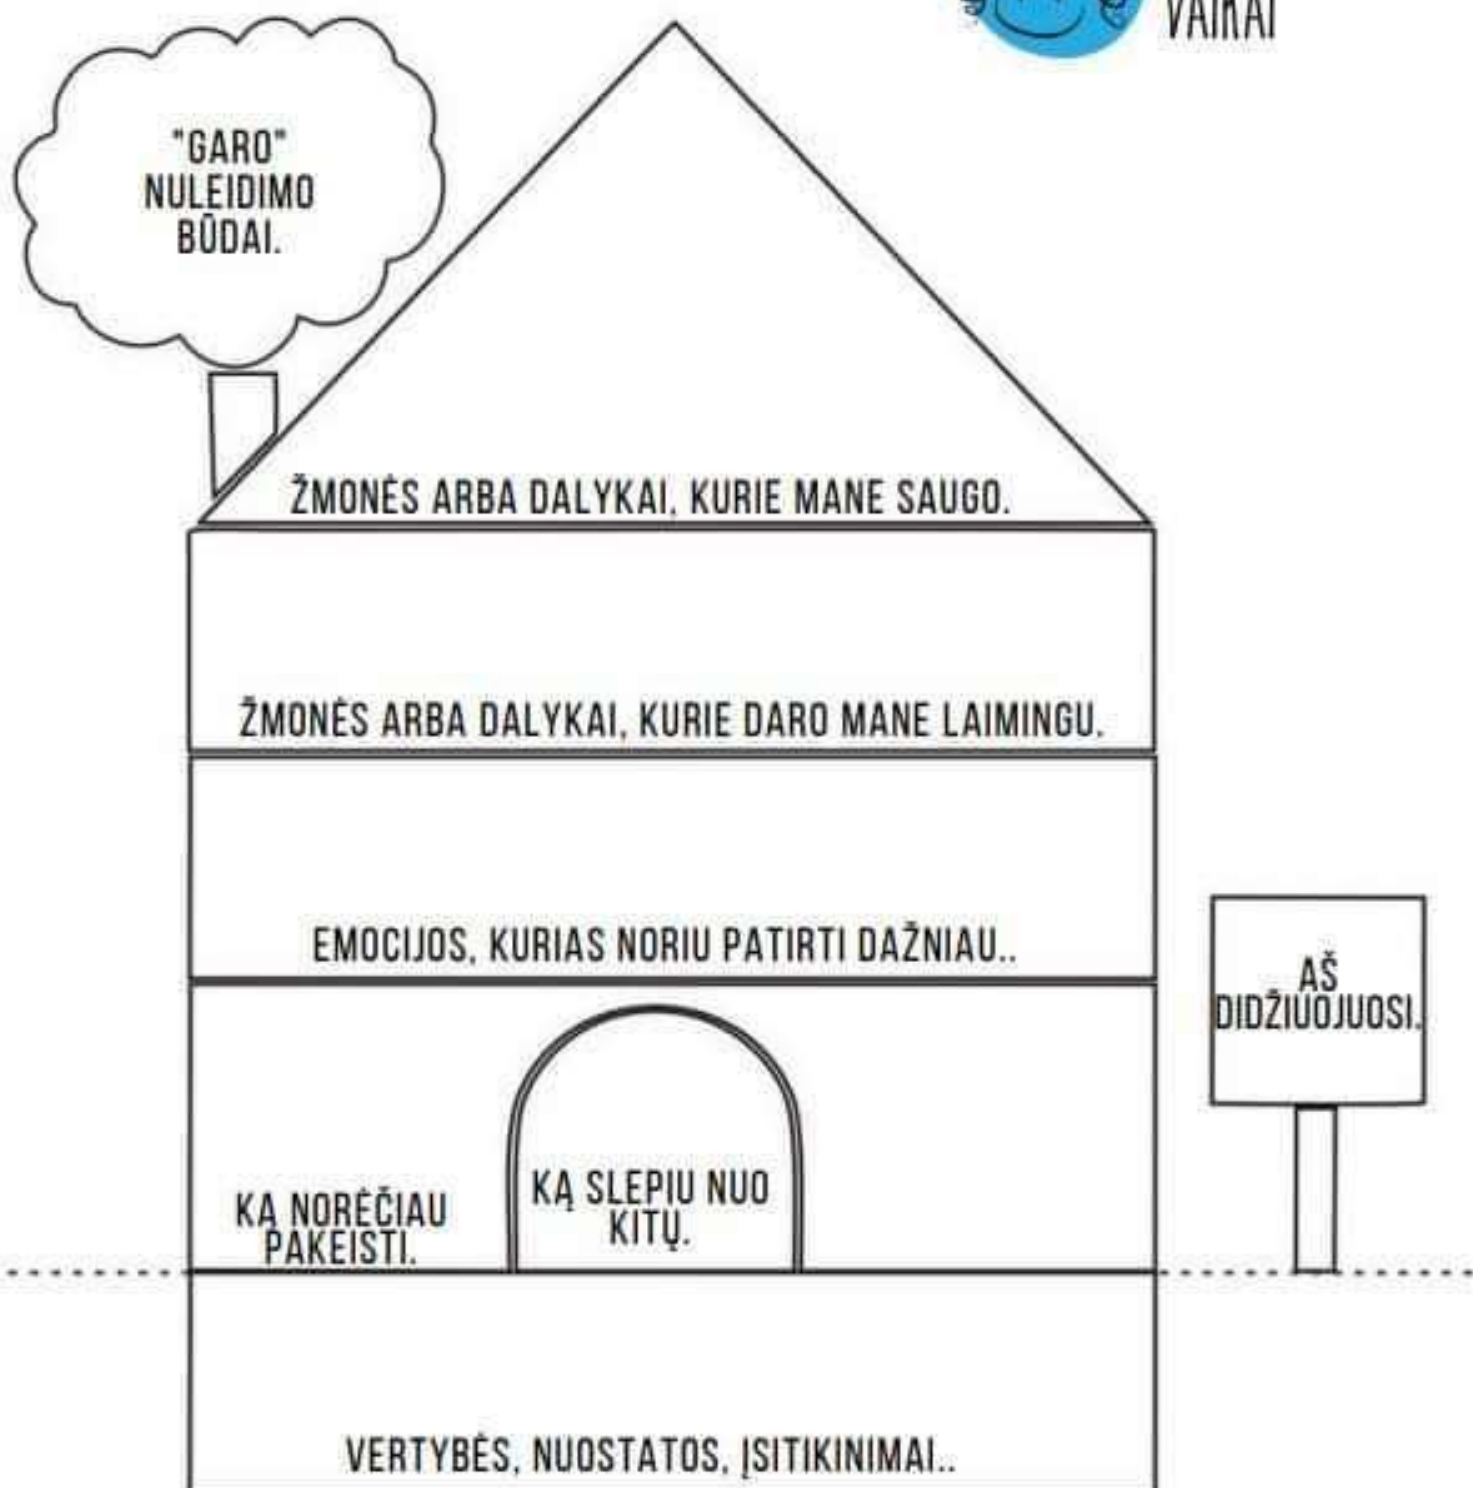 VAIKAI
"GARO"
NULEIDIMO
BŪDAI.
ŽMONĖS ARBA DALYKAI, KURIE MANE SAUGO.
ŽMONĖS ARBA DALYKAI, KURIE DARO MANE LAIMINGU.
EMOCIJOS, KURIAS NORIU PATIRTI DAŽNIAU..
AŠ
DIDŽIUOJUOSI.
KĄ NORĖČIAU
PAKEISTI.
KĄ SLEPIU NUO
KITŲ.
VERTYBĖS, NUOSTATOS, ĮSITIKINIMAI..